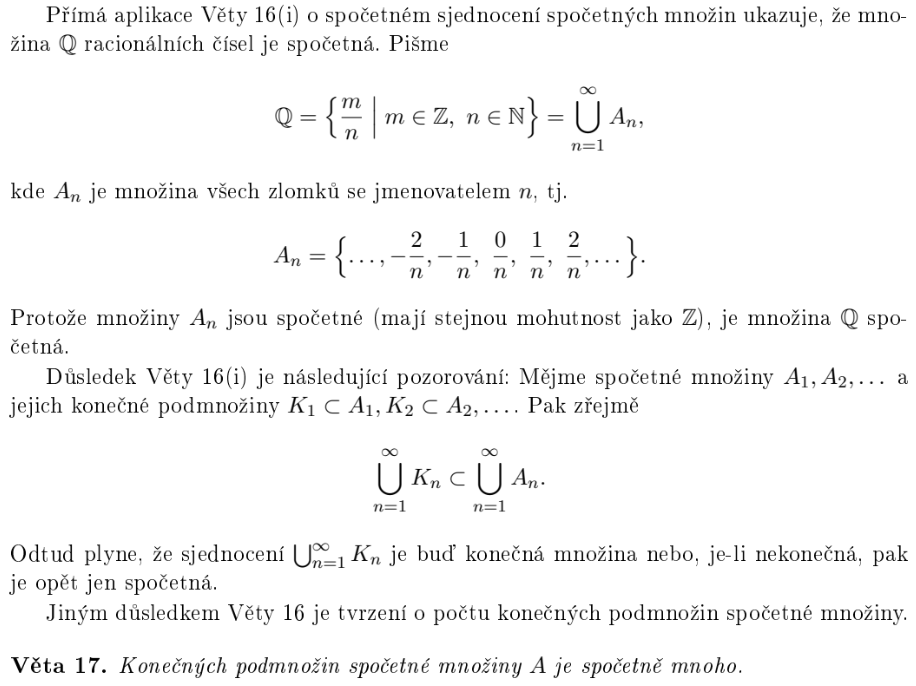 Přímá aplikace Věty 16(i) o spočetném sjednocení spočetných množin ukazuje, že mno-
žina ℚ racionálních čísel je spočetná. Pišme
ℚ = { m/n | m ∈ ℤ, n ∈ ℕ } = ⋃_{n=1}^{∞} A_n,
kde A_n je množina všech zlomků se jmenovatelem n, tj.
A_n = { …, −2/n, −1/n, 0/n, 1/n, 2/n, … }.
Protože množiny A_n jsou spočetné (mají stejnou mohutnost jako ℤ), je množina ℚ spo-
četná.
Důsledek Věty 16(i) je následující pozorování: Mějme spočetné množiny A_1, A_2, … a
jejich konečné podmnožiny K_1 ⊂ A_1, K_2 ⊂ A_2, …. Pak zřejmě
⋃_{n=1}^{∞} K_n ⊂ ⋃_{n=1}^{∞} A_n.
Odtud plyne, že sjednocení ⋃_{n=1}^{∞} K_n je buď konečná množina nebo, je-li nekonečná, pak
je opět jen spočetná.
Jiným důsledkem Věty 16 je tvrzení o počtu konečných podmnožin spočetné množiny.
Věta 17. Konečných podmnožin spočetné množiny A je spočetně mnoho.